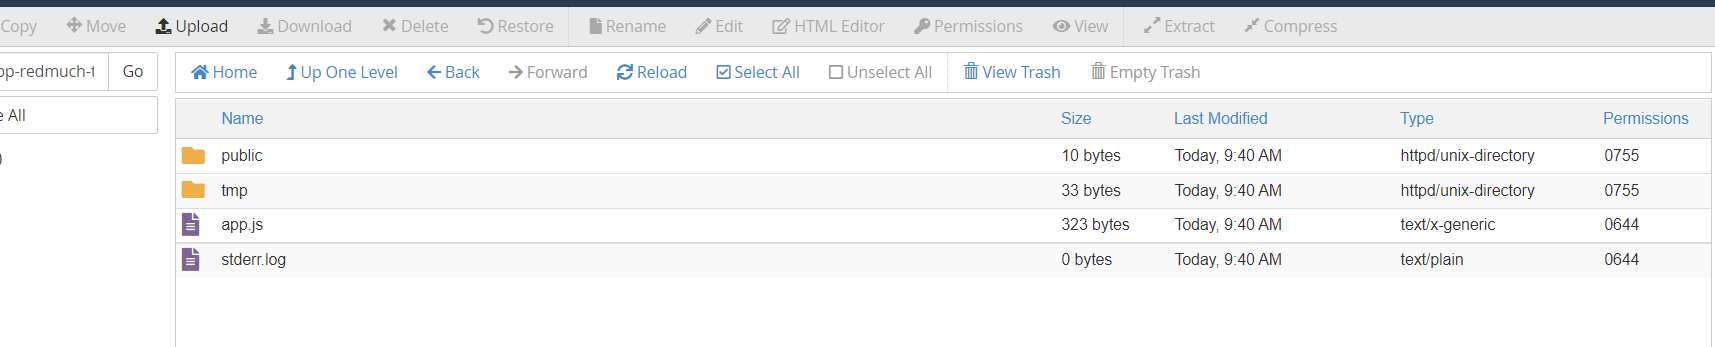 Copy Move Upload Download Delete Restore Rename Edit HTML Editor Permissions View Extract Compress
pp-redmuch-t Go Home Up One Level Back Forward Reload Select All Unselect All View Trash Empty Trash
e All
Name Size Last Modified Type Permissions
)
public 10 bytes Today, 9:40 AM httpd/unix-directory 0755
tmp 33 bytes Today, 9:40 AM httpd/unix-directory 0755
app.js 323 bytes Today, 9:40 AM text/x-generic 0644
stderr.log 0 bytes Today, 9:40 AM text/plain 0644